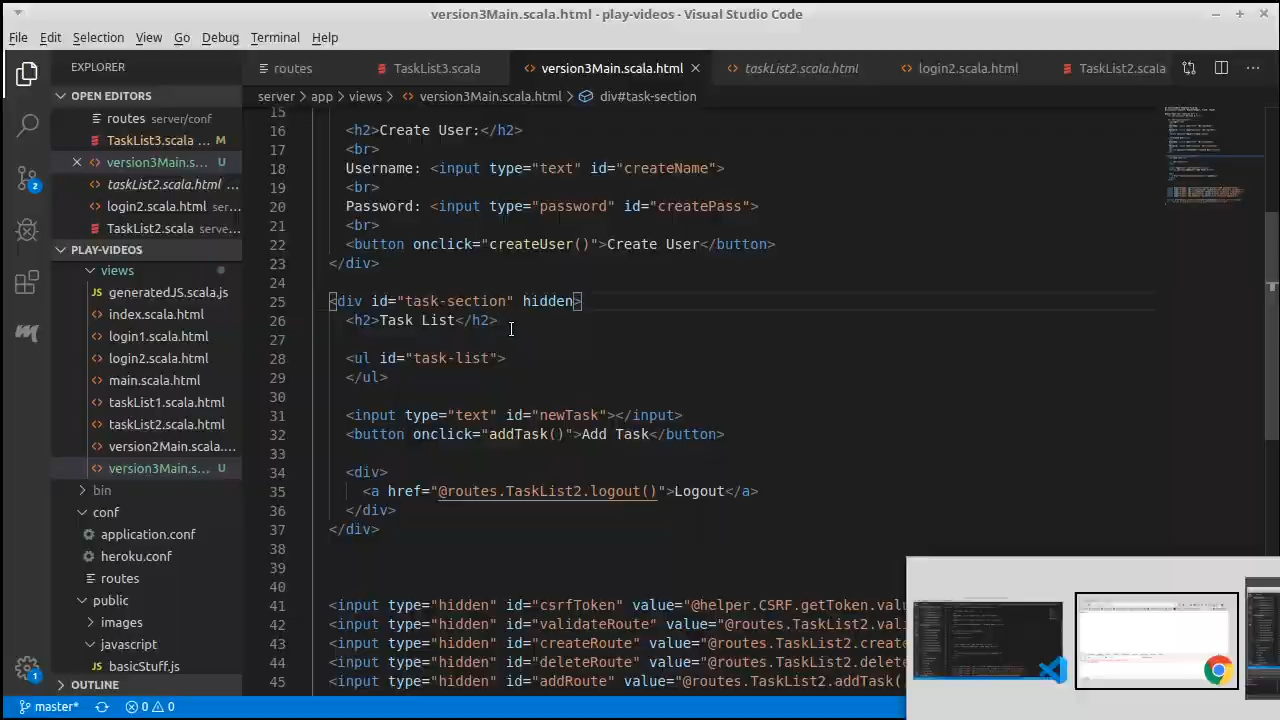 version3Main.scala.html - play-videos - Visual Studio Code
File Edit Selection View Go Debug Terminal Help
EXPLORER
routes TaskList3.scala version3Main.scala.html taskList2.scala.html login2.scala.html TaskList2.scala
server app views version3Main.scala.html div#task-section
OPEN EDITORS
routes server/conf
TaskList3.scala ... M
version3Main.s... U
taskList2.scala.html ...
login2.scala.html ser...
TaskList2.scala serve...
PLAY-VIDEOS
views
generatedJS.scala.js
index.scala.html
login1.scala.html
login2.scala.html
main.scala.html
taskList1.scala.html
taskList2.scala.html
version2Main.scala....
version3Main.s... U
bin
conf
application.conf
heroku.conf
routes
public
images
javascript
basicStuff.js
OUTLINE
15
16 <h2>Create User </h2>
17 <br>
18 Username: <input type="text" id="createName">
19 <br>
20 Password: <input type="password" id="createPass">
21 <br>
22 <button onclick="createUser()">Create User</button>
23 </div>
24
25 <div id="task-section" hidden>
26 <h2>Task List</h2>
27
28 <ul id="task-list">
29 </ul>
30
31 <input type="text" id="newTask"></input>
32 <button onclick="addTask()">Add Task</button>
33
34 <div>
35 <a href="@routes.TaskList2.logout()">Logout</a>
36 </div>
37 </div>
38
39
40
41 <input type="hidden" id="csrfToken" value="@helper.CSRF.getToken.valu
42 <input type="hidden" id="validateRoute" value="@routes.TaskList2.vali
43 <input type="hidden" id="createRoute" value="@routes.TaskList2.create
44 <input type="hidden" id="deleteRoute" value="@routes.TaskList2.delete
45 <input type="hidden" id="addRoute" value="@routes.TaskList2.addTask(
master* 0 0
2
1